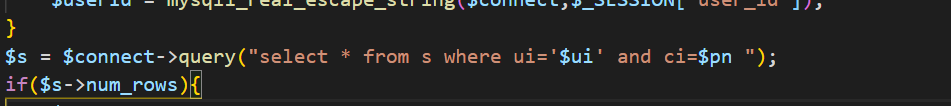 $userid = mysqli_real_escape_string($connect,$_SESSION['user_id']);
}
$s = $connect->query("select * from s where ui='$ui' and ci=$pn ");
if($s->num_rows){